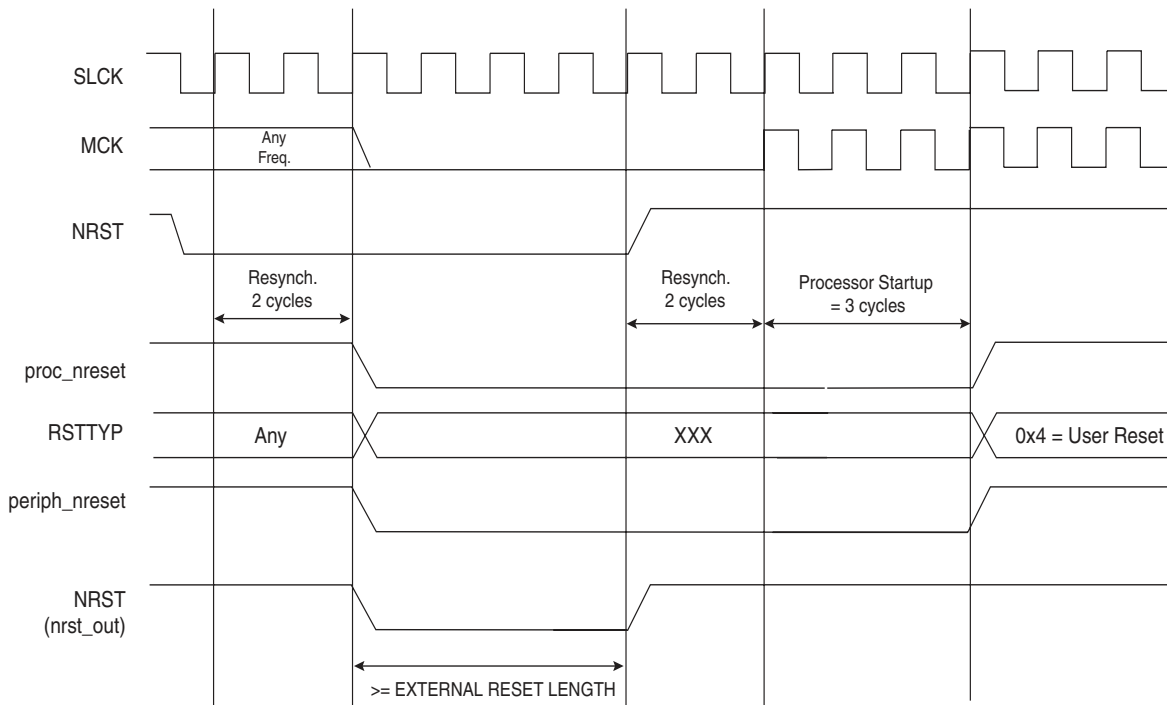 SLCK
MCK
Any
Freq.
NRST
Resynch.
2 cycles
Resynch.
2 cycles
Processor Startup
= 3 cycles
proc_nreset
RSTTYP
Any
XXX
0x4 = User Reset
periph_nreset
NRST
(nrst_out)
>= EXTERNAL RESET LENGTH